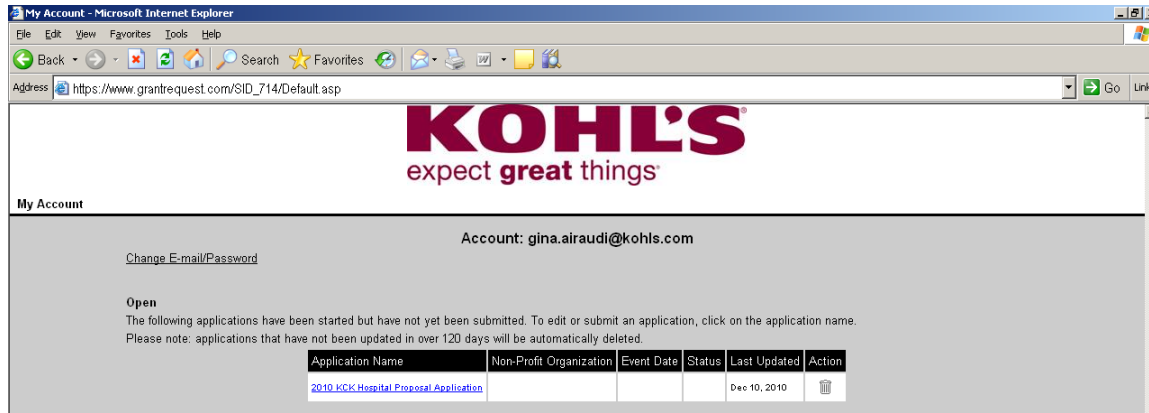 My Account - Microsoft Internet Explorer
File Edit View Favorites Tools Help
Back Search Favorites
Address https://www.grantrequest.com/SID_714/Default.asp Go
KOHL'S
expect great things
My Account
Account: gina.airaudi@kohls.com
Change E-mail/Password
Open
The following applications have been started but have not yet been submitted. To edit or submit an application, click on the application name.
Please note: applications that have not been updated in over 120 days will be automatically deleted.
Application Name Non-Profit Organization Event Date Status Last Updated Action
2010 KCK Hospital Proposal Application Dec 10, 2010